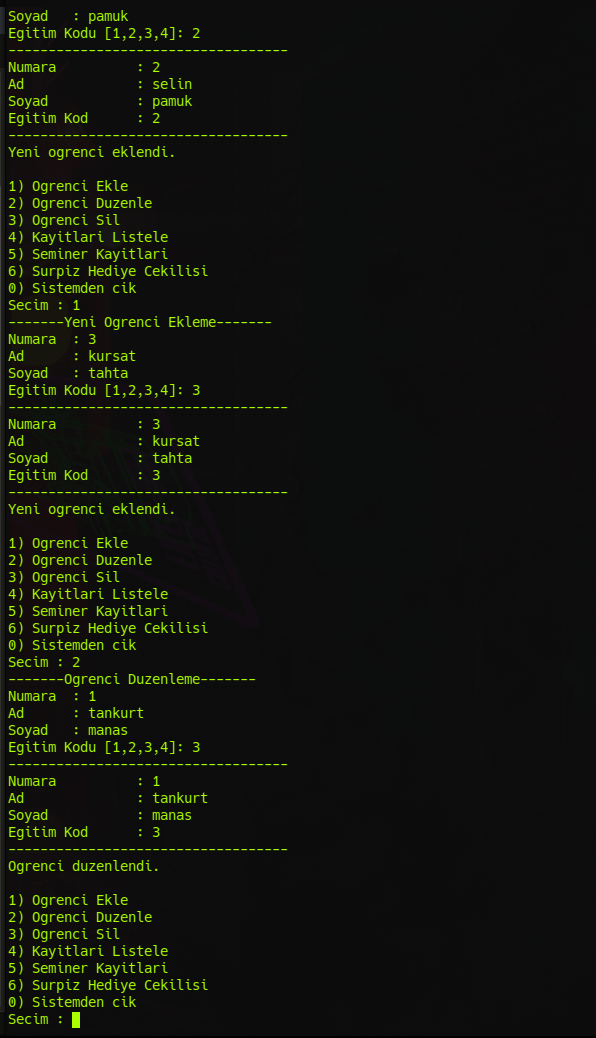 Soyad   : pamuk
Egitim Kodu [1,2,3,4]: 2
-----------------------------------
Numara          : 2
Ad              : selin
Soyad           : pamuk
Egitim Kod      : 2
-----------------------------------
Yeni ogrenci eklendi.

1) Ogrenci Ekle
2) Ogrenci Duzenle
3) Ogrenci Sil
4) Kayitlari Listele
5) Seminer Kayitlari
6) Surpiz Hediye Cekilisi
0) Sistemden cik
Secim : 1
-------Yeni Ogrenci Ekleme-------
Numara  : 3
Ad      : kursat
Soyad   : tahta
Egitim Kodu [1,2,3,4]: 3
-----------------------------------
Numara          : 3
Ad              : kursat
Soyad           : tahta
Egitim Kod      : 3
-----------------------------------
Yeni ogrenci eklendi.

1) Ogrenci Ekle
2) Ogrenci Duzenle
3) Ogrenci Sil
4) Kayitlari Listele
5) Seminer Kayitlari
6) Surpiz Hediye Cekilisi
0) Sistemden cik
Secim : 2
-------Ogrenci Duzenleme-------
Numara  : 1
Ad      : tankurt
Soyad   : manas
Egitim Kodu [1,2,3,4]: 3
-----------------------------------
Numara          : 1
Ad              : tankurt
Soyad           : manas
Egitim Kod      : 3
-----------------------------------
Ogrenci duzenlendi.

1) Ogrenci Ekle
2) Ogrenci Duzenle
3) Ogrenci Sil
4) Kayitlari Listele
5) Seminer Kayitlari
6) Surpiz Hediye Cekilisi
0) Sistemden cik
Secim :